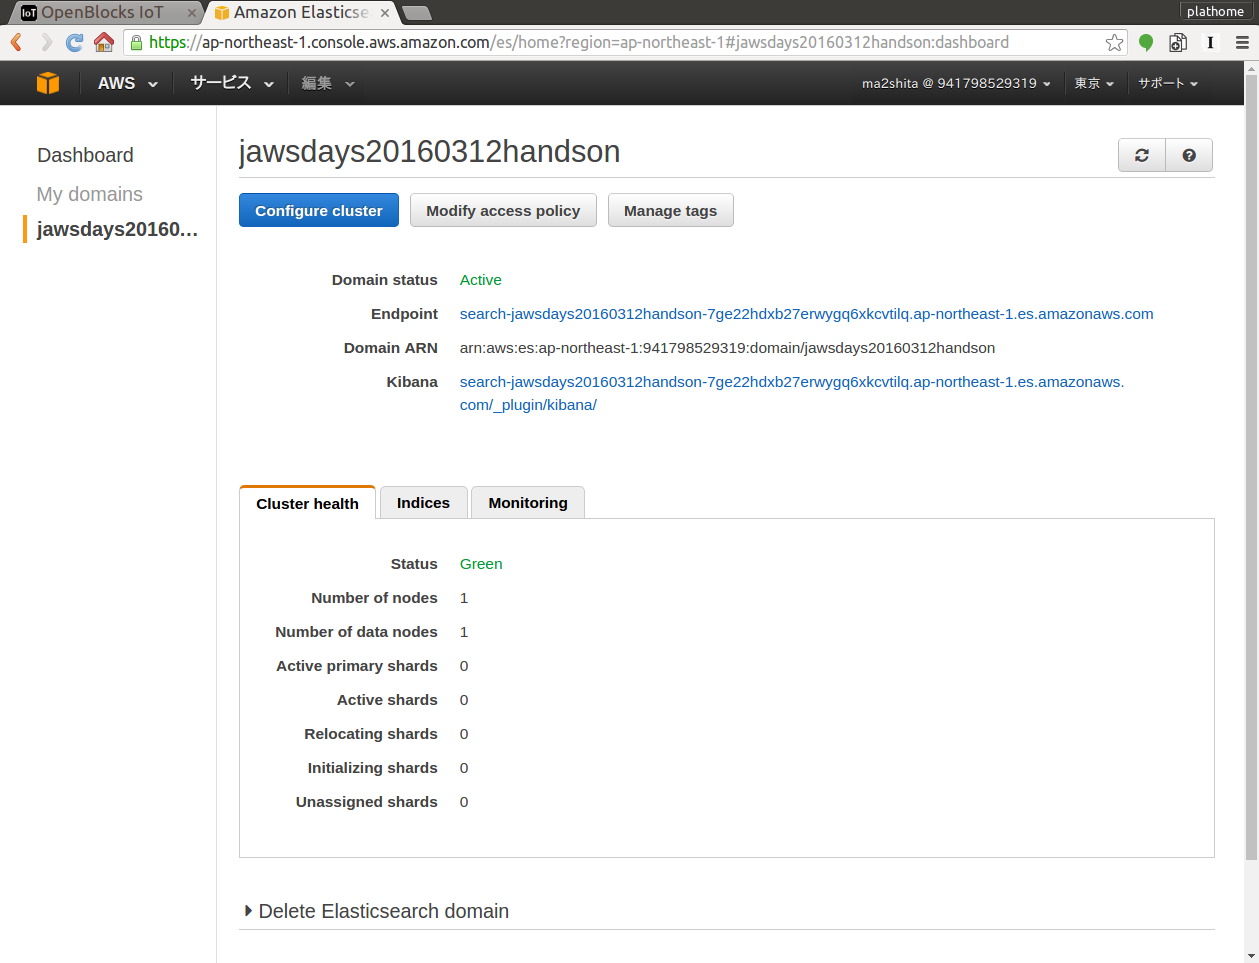 IoT OpenBlocks IoT
Amazon Elasticse
plathome
https://ap-northeast-1.console.aws.amazon.com/es/home?region=ap-northeast-1#jawsdays20160312handson:dashboard
I
AWS サービス 編集 ma2shita @ 941798529319 東京 サポート
Dashboard
My domains
jawsdays20160...
jawsdays20160312handson
Configure cluster Modify access policy Manage tags
Domain status Active
Endpoint search-jawsdays20160312handson-7ge22hdxb27erwygq6xkcvtilq.ap-northeast-1.es.amazonaws.com
Domain ARN arn:aws:es:ap-northeast-1:941798529319:domain/jawsdays20160312handson
Kibana search-jawsdays20160312handson-7ge22hdxb27erwygq6xkcvtilq.ap-northeast-1.es.amazonaws.
com/_plugin/kibana/
Cluster health Indices Monitoring
Status Green
Number of nodes 1
Number of data nodes 1
Active primary shards 0
Active shards 0
Relocating shards 0
Initializing shards 0
Unassigned shards 0
Delete Elasticsearch domain